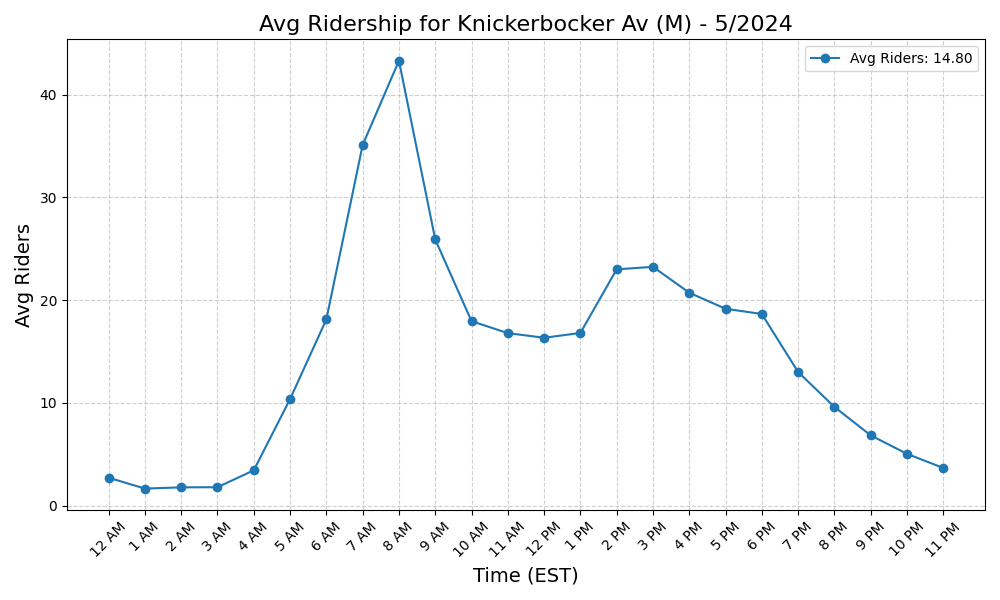 Avg Ridership for Knickerbocker Av (M) - 5/2024
Avg Riders: 14.80
Avg Riders
40
30
20
10
0
12 AM
1 AM
2 AM
3 AM
4 AM
5 AM
6 AM
7 AM
8 AM
9 AM
10 AM
11 AM
12 PM
1 PM
2 PM
3 PM
4 PM
5 PM
6 PM
7 PM
8 PM
9 PM
10 PM
11 PM
Time (EST)